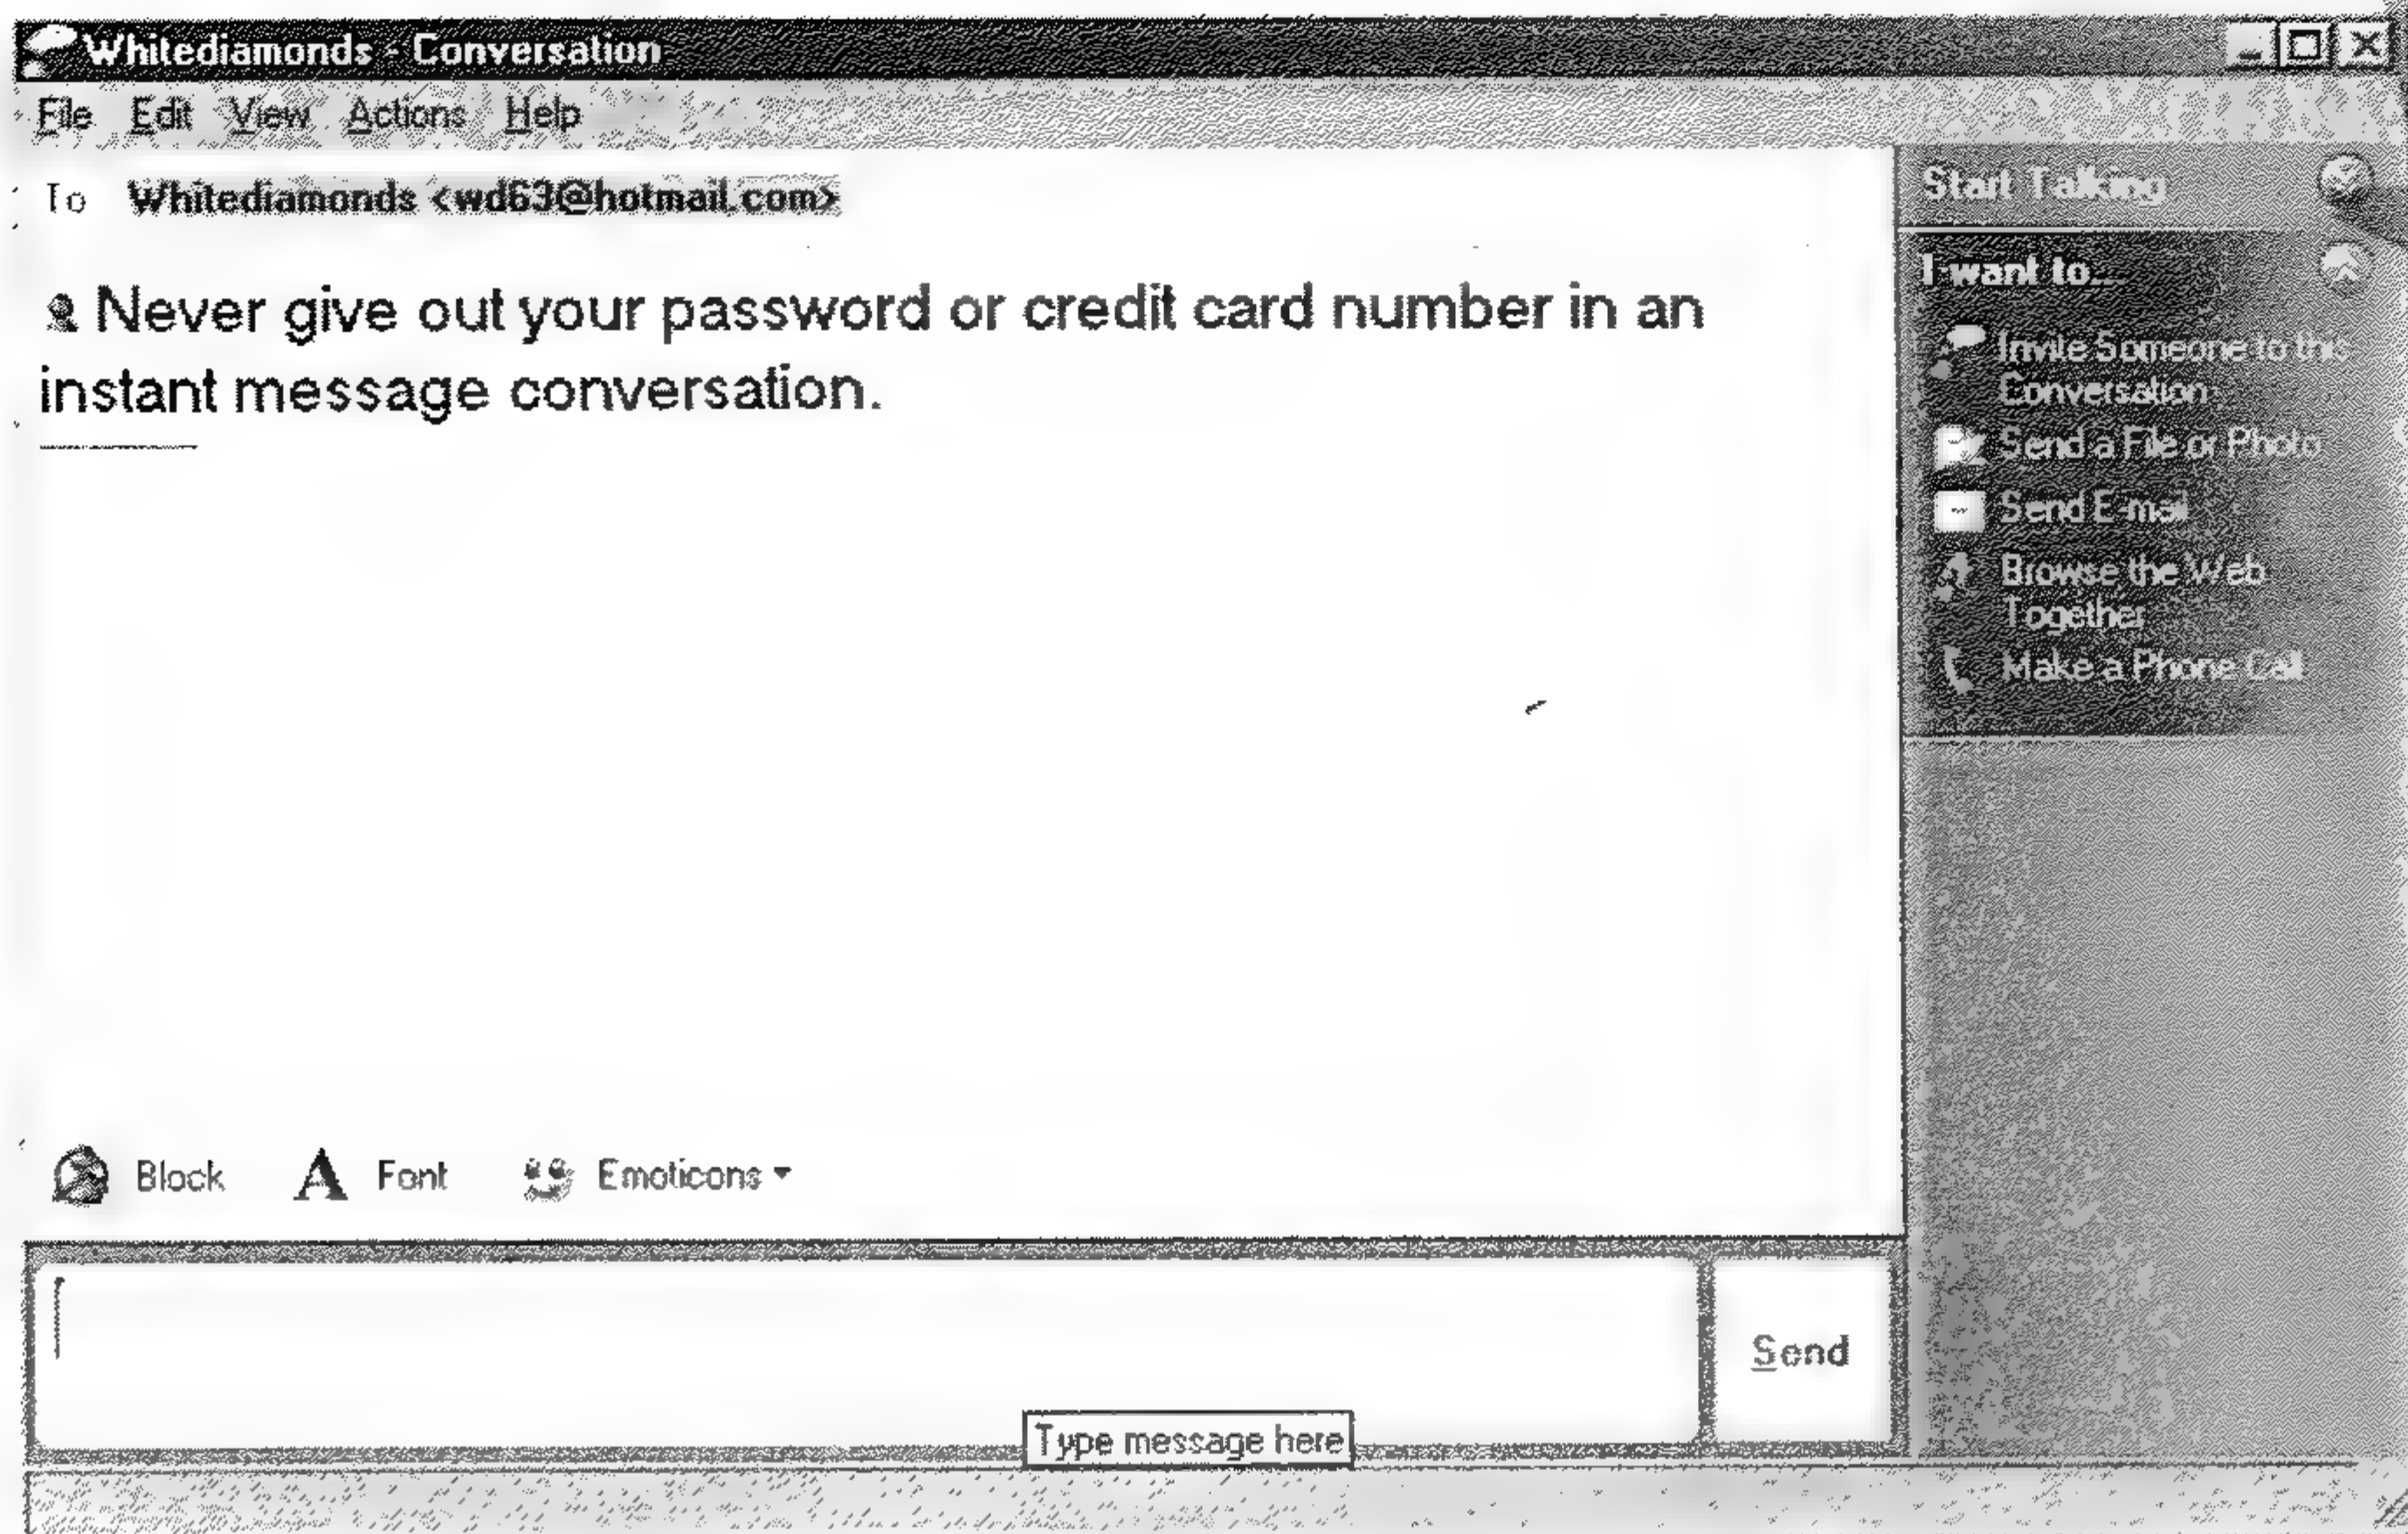 Whitediamonds - Conversation
File Edit View Actions Help
To Whitediamonds <wd63@hotmail.com>
Never give out your password or credit card number in an
instant message conversation.
Start Talking
I want to...
Invite Someone to this
Conversation
Send a File or Photo
Send E-mail
Browse the Web
Together
Make a Phone Call
Block A Font Emoticons
Send
Type message here